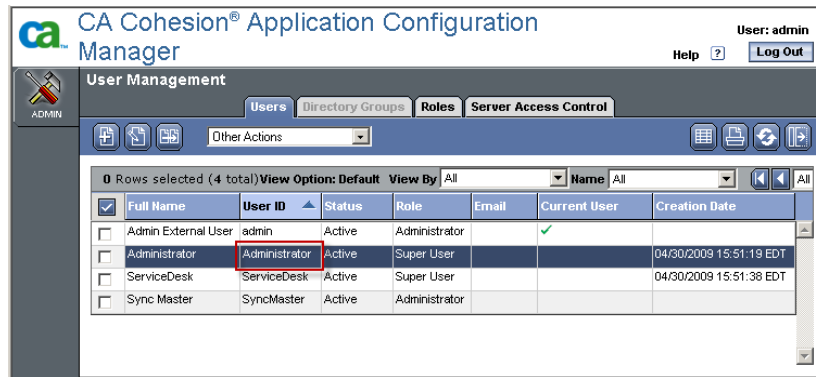 ca
CA Cohesion® Application Configuration
Manager
User: admin
Help ? Log Out
ADMIN
User Management
Users Directory Groups Roles Server Access Control
Other Actions
0 Rows selected (4 total) View Option: Default View By All Name All All
Full Name User ID Status Role Email Current User Creation Date
Admin External User admin Active Administrator
Administrator Administrator Active Super User 04/30/2009 15:51:19 EDT
ServiceDesk ServiceDesk Active Super User 04/30/2009 15:51:38 EDT
Sync Master SyncMaster Active Administrator